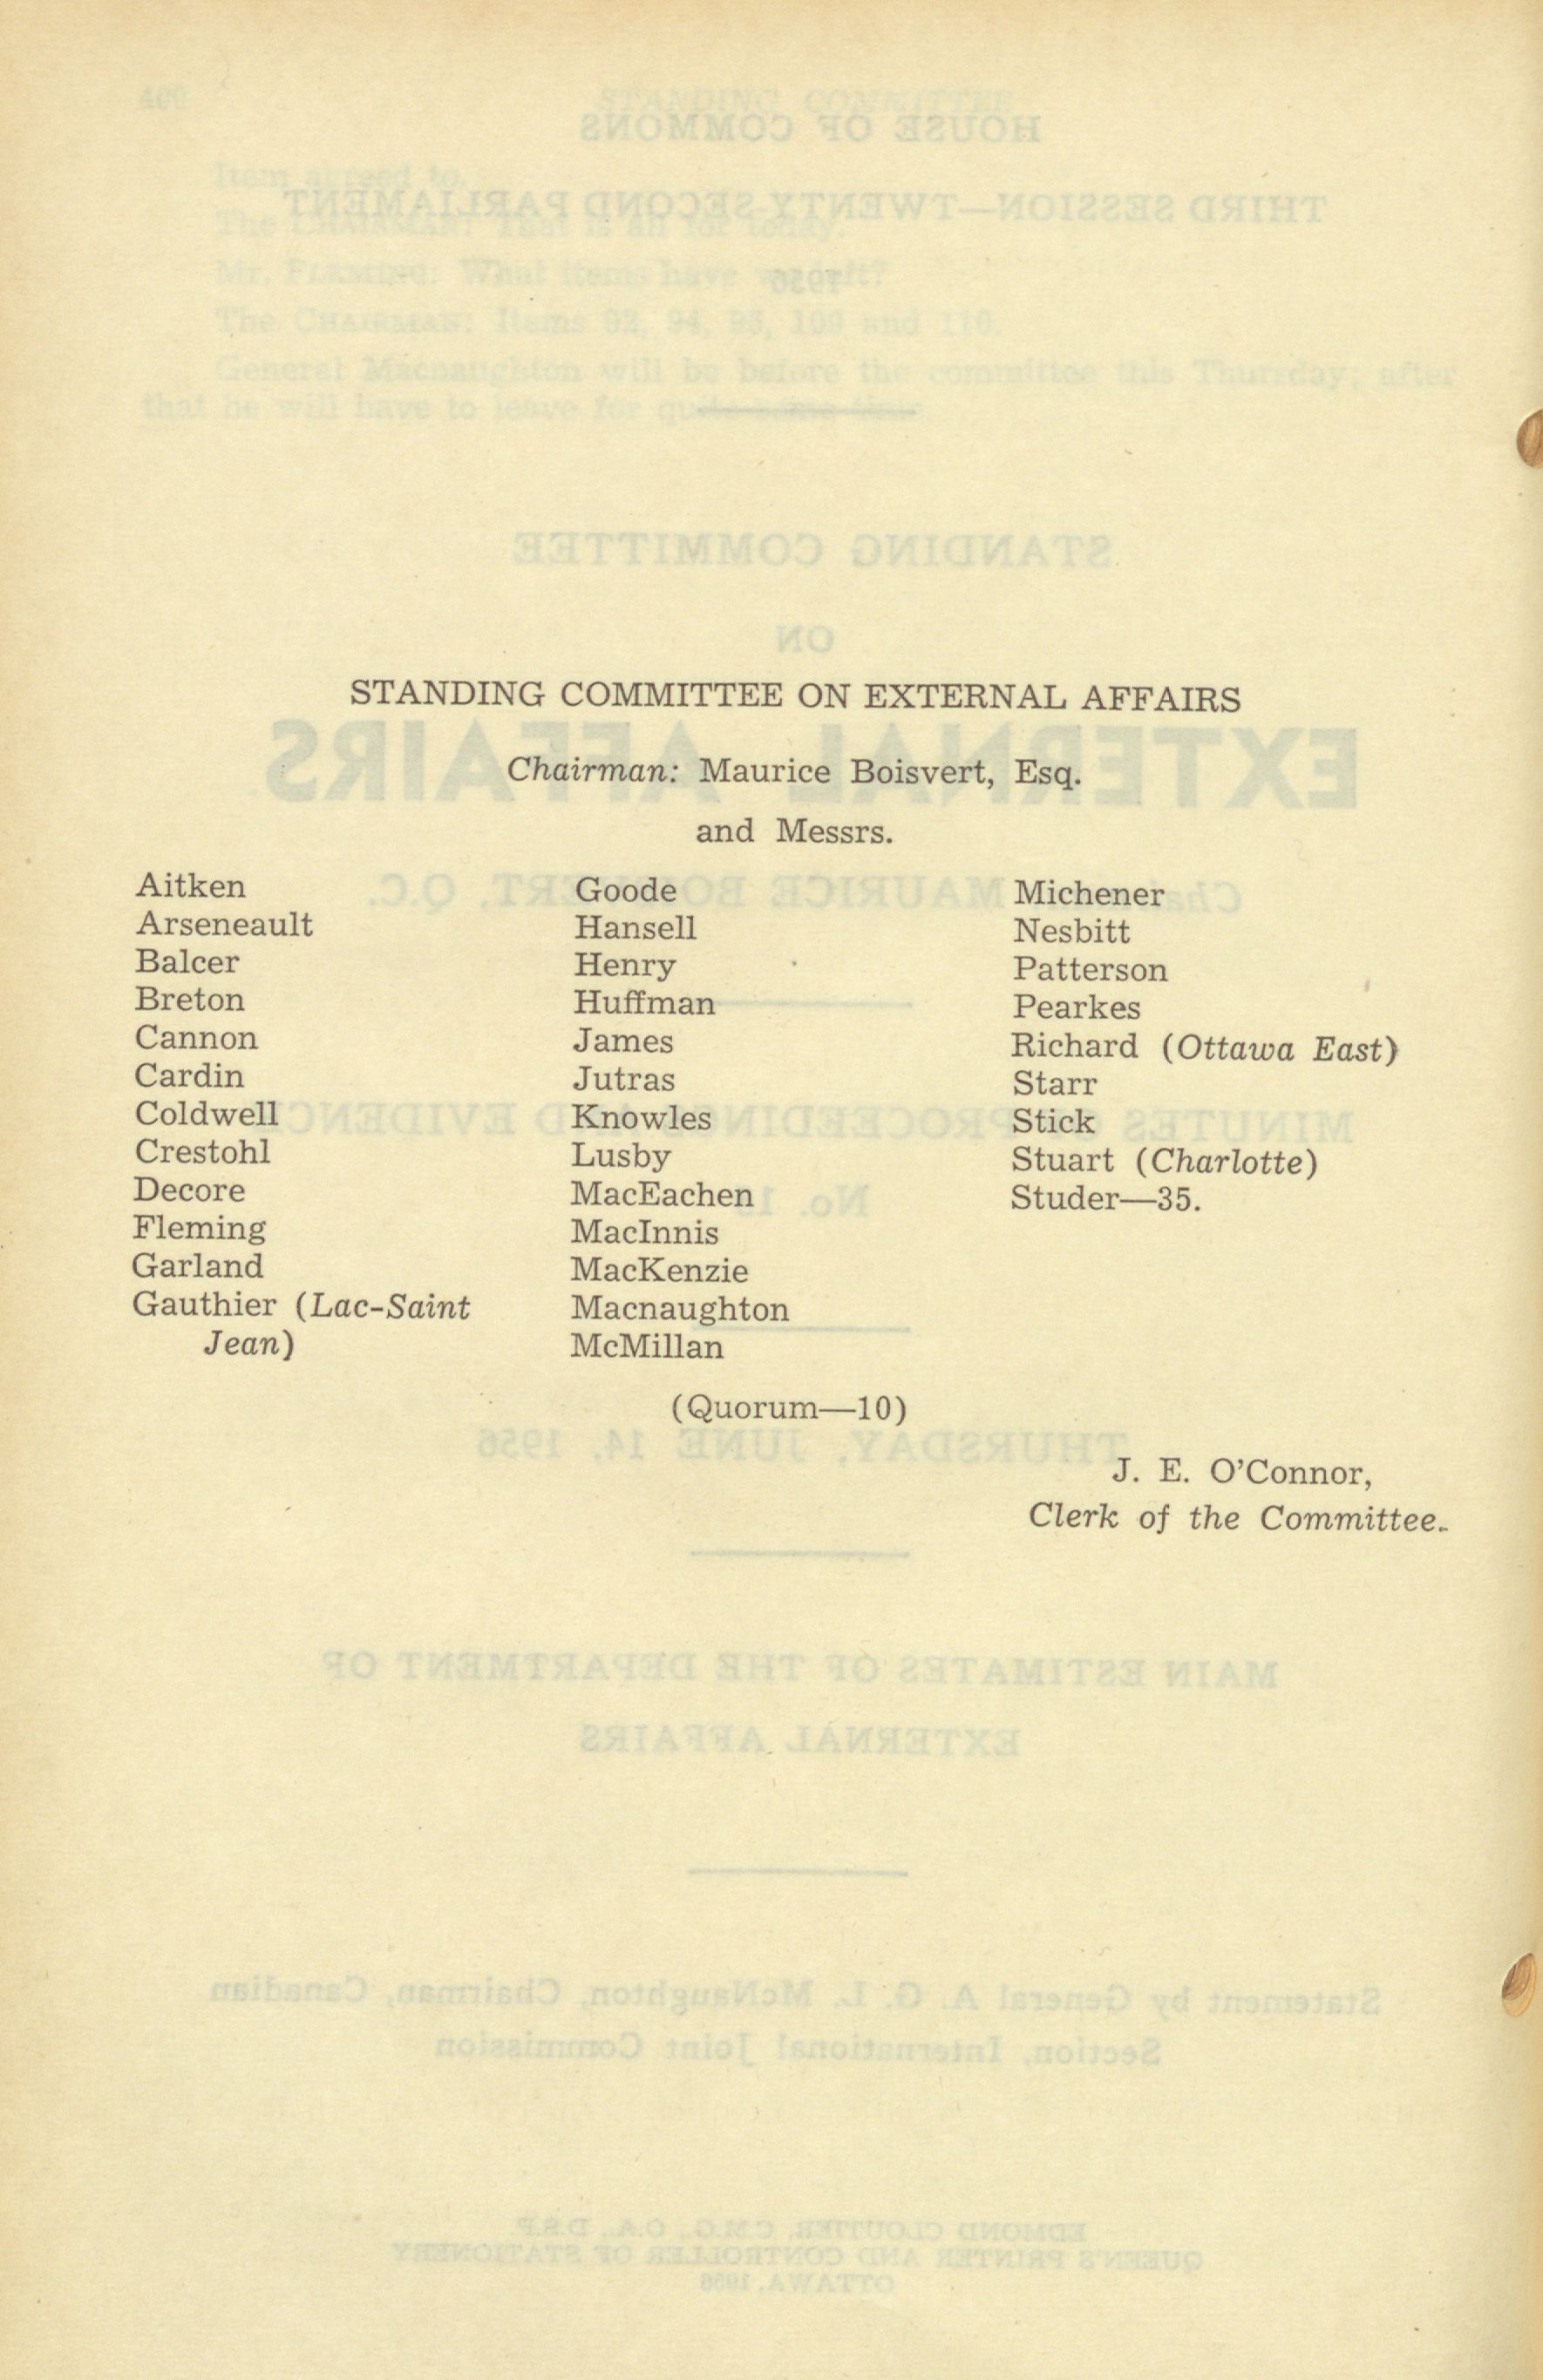 STANDING COMMITTEE ON EXTERNAL AFFAIRS
Chairman: Maurice Boisvert, Esq.
and Messrs.
Aitken
Arseneault
Balcer
Breton
Cannon
Cardin
Coldwell
Crestohl
Decore
Fleming
Garland
Gauthier (Lac-Saint
Jean)
Goode
Hansell
Henry
Huffman
James
Jutras
Knowles
Lusby
MacEachen
MacInnis
MacKenzie
Macnaughton
McMillan
Michener
Nesbitt
Patterson
Pearkes
Richard (Ottawa East)
Starr
Stick
Stuart (Charlotte)
Studer—35.
(Quorum—10)
J. E. O'Connor,
Clerk of the Committee.